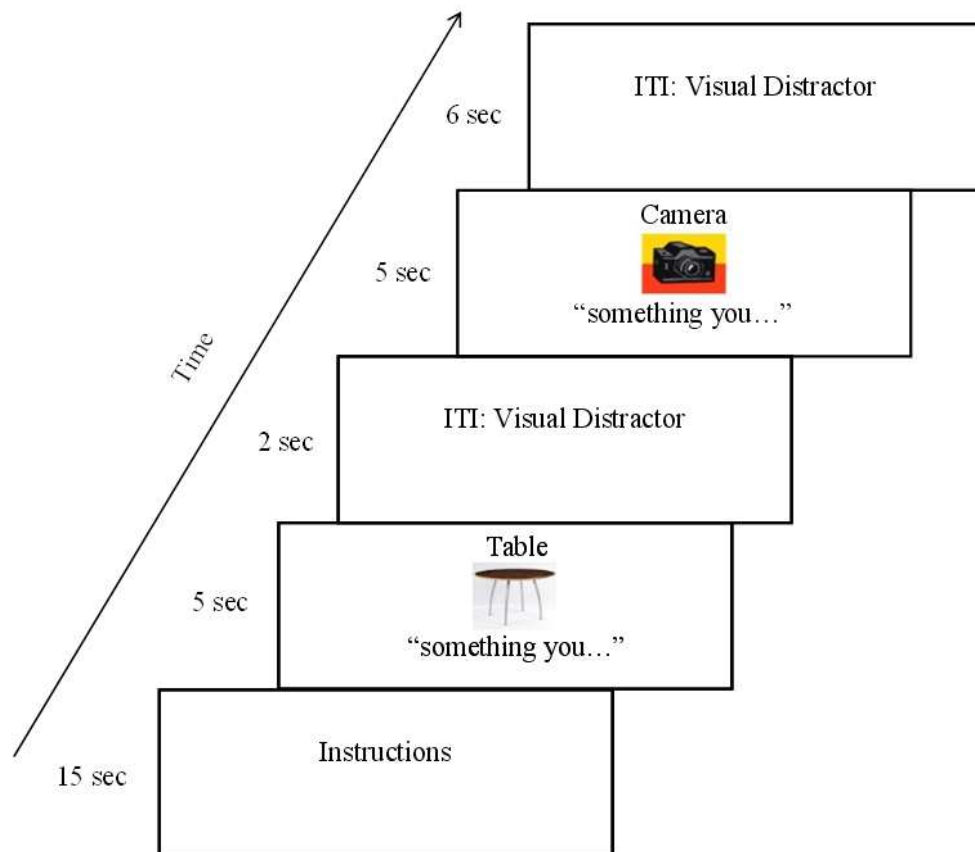 ITI: Visual Distractor
6 sec
Camera
5 sec
“something you…”
Time
ITI: Visual Distractor
2 sec
Table
5 sec
“something you…”
Instructions
15 sec